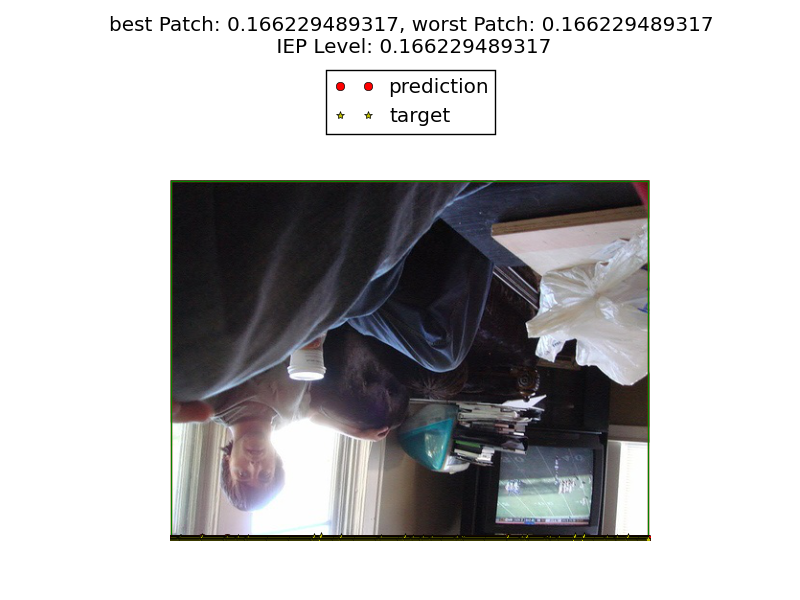 best Patch: 0.166229489317, worst Patch: 0.166229489317
IEP Level: 0.166229489317
prediction
target